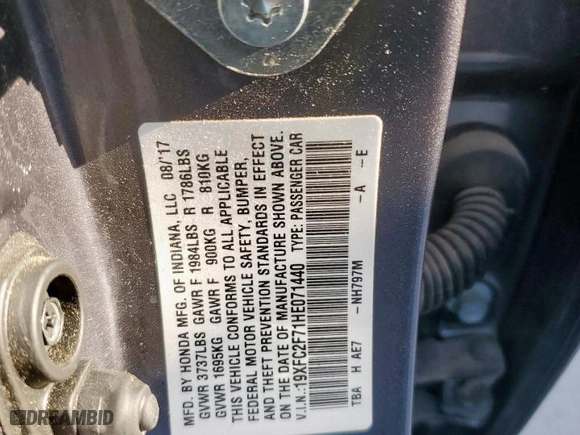 MFD. BY HONDA MFG. OF INDIANA, LLC 08/17
GVWR 3737LBS GAWR F 1984LBS R 1786LBS
GVWR 1695KG GAWR F 900KG R 810KG
THIS VEHICLE CONFORMS TO ALL APPLICABLE
FEDERAL MOTOR VEHICLE SAFETY, BUMPER,
AND THEFT PREVENTION STANDARDS IN EFFECT
ON THE DATE OF MANUFACTURE SHOWN ABOVE.
V.I.N.:19XFC2F71HE071440 TYPE: PASSENGER CAR
TBA H AE7 -NH797M -A -E
DREAMBID